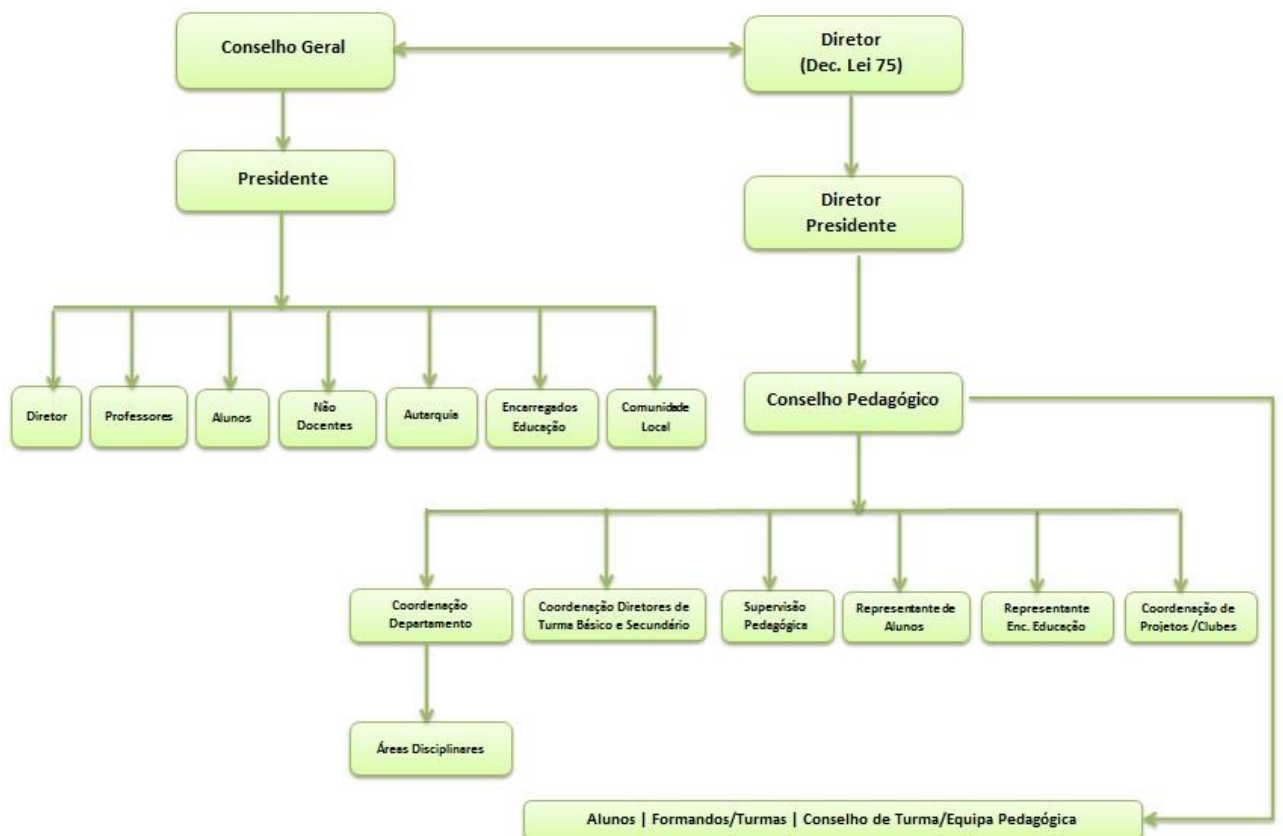 Conselho Geral
Diretor
(Dec. Lei 75)
Presidente
Diretor
Presidente
Diretor
Professores
Alunos
Não
Docentes
Autarquia
Encarregados
Educação
Comunidade
Local
Conselho Pedagógico
Coordenação
Departamento
Coordenação Diretores de
Turma Básico e Secundário
Supervisão
Pedagógica
Representante de
Alunos
Representante
Enc. Educação
Coordenação de
Projetos /Clubes
Áreas Disciplinares
Alunos | Formandos/Turmas | Conselho de Turma/Equipa Pedagógica